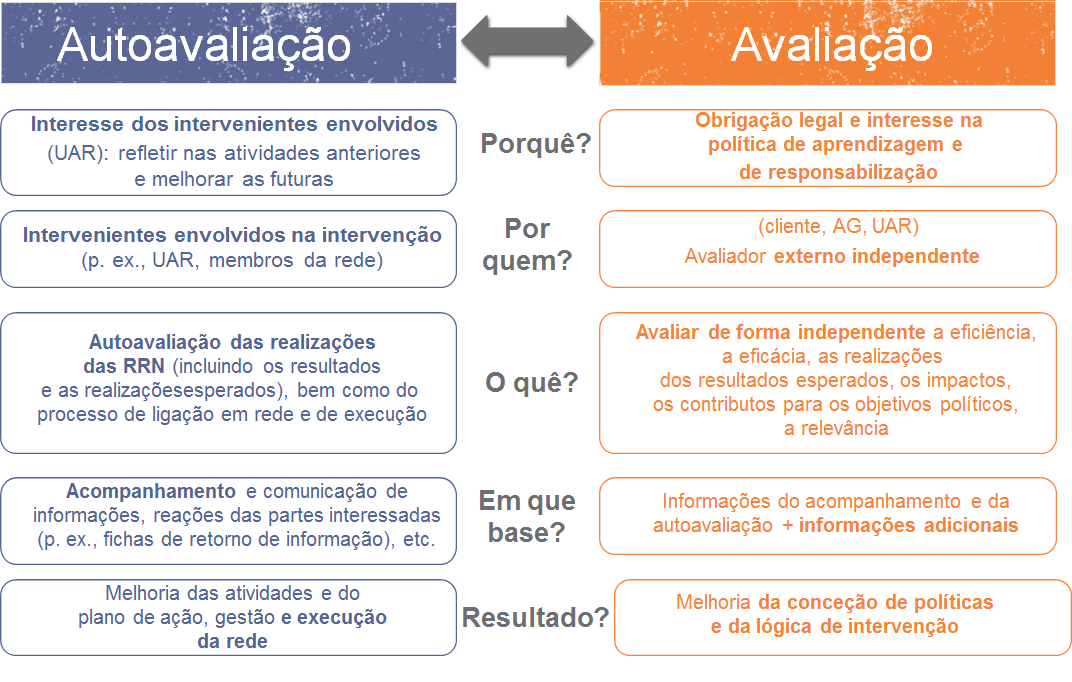 Autoavaliação
Avaliação
Interesse dos intervenientes envolvidos
(UAR): refletir nas atividades anteriores
e melhorar as futuras
Porquê?
Obrigação legal e interesse na
política de aprendizagem e
de responsabilização
Intervenientes envolvidos na intervenção
(p. ex., UAR, membros da rede)
Por
quem?
(cliente, AG, UAR)
Avaliador externo independente
Autoavaliação das realizações
das RRN (incluindo os resultados
e as realizaçõesesperados), bem como do
processo de ligação em rede e de execução
O quê?
Avaliar de forma independente a eficiência,
a eficácia, as realizações
dos resultados esperados, os impactos,
os contributos para os objetivos políticos,
a relevância
Acompanhamento e comunicação de
informações, reações das partes interessadas
(p. ex., fichas de retorno de informação), etc.
Em que
base?
Informações do acompanhamento e da
autoavaliação + informações adicionais
Melhoria das atividades e do
plano de ação, gestão e execução
da rede
Resultado?
Melhoria da conceção de políticas
e da lógica de intervenção